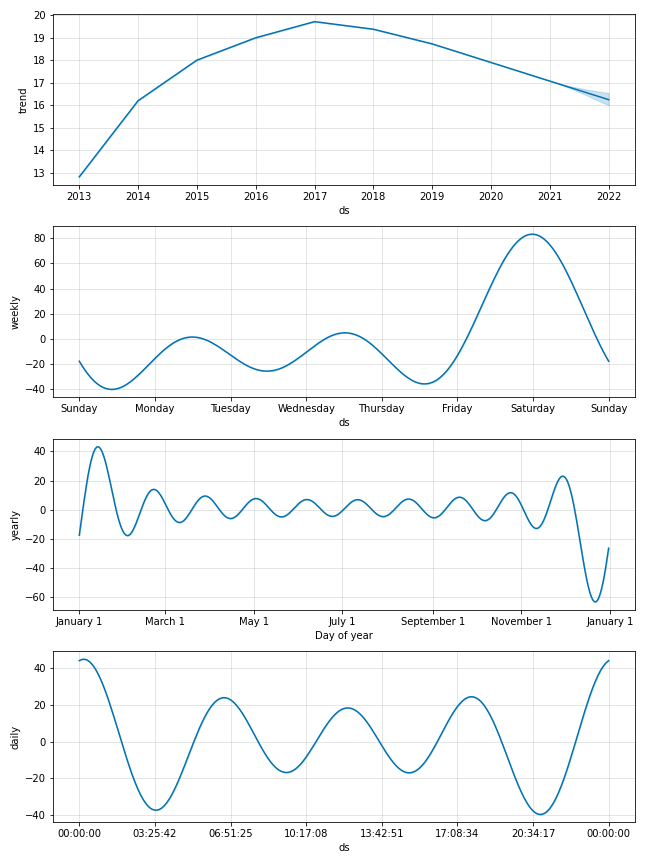 20
19
18
17
16
15
14
13
trend
2013 2014 2015 2016 2017 2018 2019 2020 2021 2022
ds
80
60
40
20
0
−20
−40
weekly
Sunday Monday Tuesday Wednesday Thursday Friday Saturday Sunday
ds
40
20
0
−20
−40
−60
yearly
January 1 March 1 May 1 July 1 September 1 November 1 January 1
Day of year
40
20
0
−20
−40
daily
00:00:00 03:25:42 06:51:25 10:17:08 13:42:51 17:08:34 20:34:17 00:00:00
ds